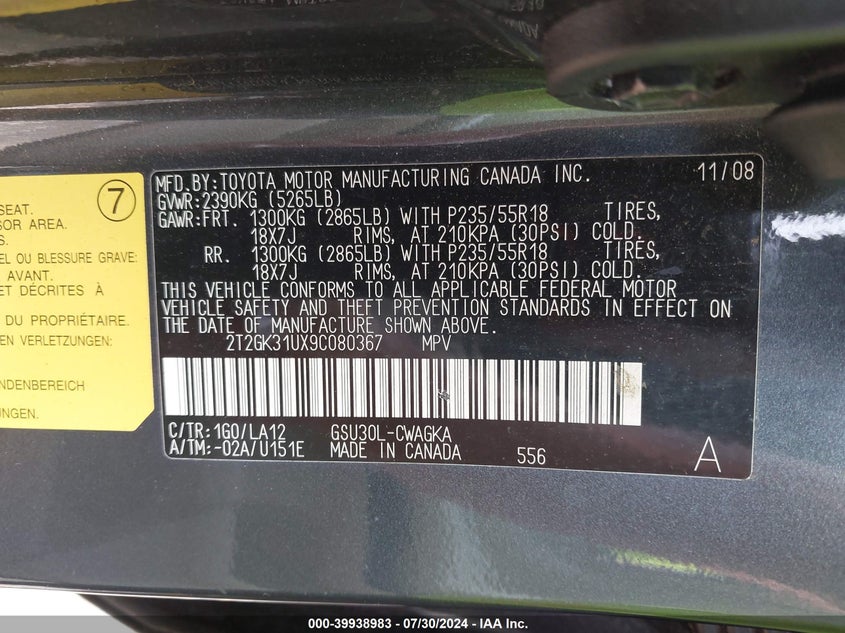 7
SEAT.
SOR AREA.
S.
EL OU BLESSURE GRAVE:
AVANT.
ET DÉCRITES À
DU PROPRIÉTAIRE.
VERLETZUNGEN.
NDENBEREICH
UNGEN.
MFD.BY:TOYOTA MOTOR MANUFACTURING CANADA INC. 11/08
GVWR:2390KG (5265LB)
GAWR:FRT. 1300KG (2865LB) WITH P235/55R18 TIRES,
18X7J RIMS, AT 210KPA (30PSI) COLD.
RR. 1300KG (2865LB) WITH P235/55R18 TIRES,
18X7J RIMS, AT 210KPA (30PSI) COLD.
THIS VEHICLE CONFORMS TO ALL APPLICABLE FEDERAL MOTOR
VEHICLE SAFETY AND THEFT PREVENTION STANDARDS IN EFFECT ON
THE DATE OF MANUFACTURE SHOWN ABOVE.
2T2GK31UX9C080367 MPV
C/TR:1G0/LA12 GSU30L-CWAGKA
A/TM:-02A/U151E MADE IN CANADA 556 A
000-39938983 - 07/30/2024 - IAA Inc.